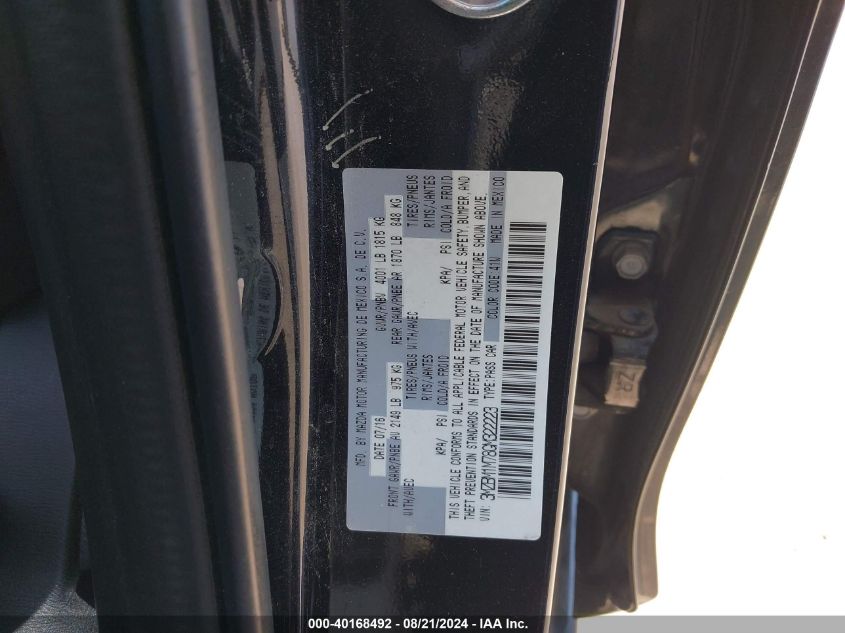 MFD BY MAZDA MOTOR MANUFACTURING DE MEXICO S.A. DE C.V.
DATE 07/16 GVWR/PNBV 4001 LB 1815 KG
FRONT GAWR/PNBE AV 2149 LB 975 KG REAR GAWR/PNBE AR 1870 LB 848 KG
WITH/AVEC TIRES/PNEUS WITH/AVEC TIRES/PNEUS
RIMS/JANTES RIMS/JANTES
KPA/ PSI COLD/A FROID KPA/ PSI COLD/A FROID
THIS VEHICLE CONFORMS TO ALL APPLICABLE FEDERAL MOTOR VEHICLE SAFETY, BUMPER, AND
THEFT PREVENTION STANDARDS IN EFFECT ON THE DATE OF MANUFACTURE SHOWN ABOVE.
VIN: 3MZBM1M78GM322223 TYPE:PASS CAR COLOR CODE:41W MADE IN MEXICO
ZR
000-40168492 - 08/21/2024 - IAA Inc.